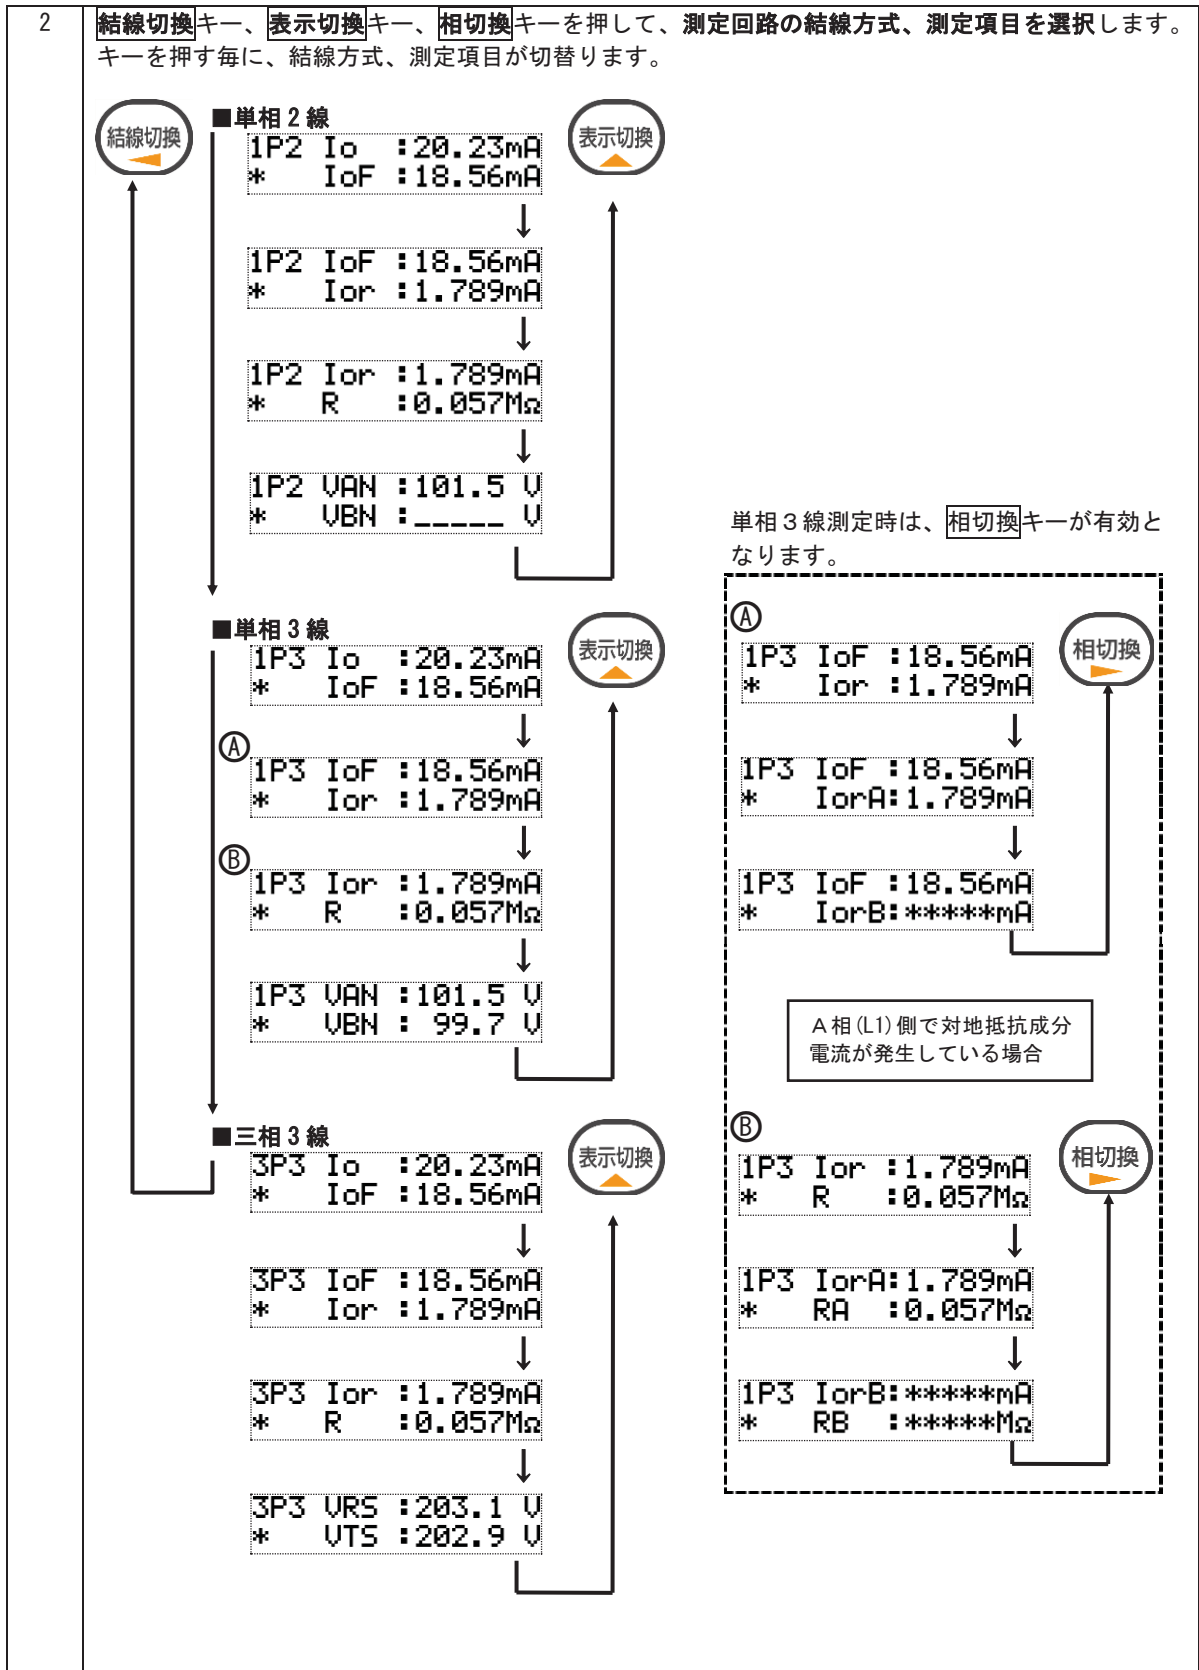 2
結線切換キー、表示切換キー、相切換キーを押して、測定回路の結線方式、測定項目を選択します。
キーを押す毎に、結線方式、測定項目が切替ります。
結線切換
■単相2線
表示切換
1P2 Io :20.23mA
* IoF :18.56mA
1P2 IoF :18.56mA
* Ior :1.789mA
1P2 Ior :1.789mA
* R :0.057MΩ
1P2 VAN :101.5 V
* VBN :_____ V
■単相3線
表示切換
1P3 Io :20.23mA
* IoF :18.56mA
Ⓐ
1P3 IoF :18.56mA
* Ior :1.789mA
Ⓑ
1P3 Ior :1.789mA
* R :0.057MΩ
1P3 VAN :101.5 V
* VBN : 99.7 V
■三相3線
表示切換
3P3 Io :20.23mA
* IoF :18.56mA
3P3 IoF :18.56mA
* Ior :1.789mA
3P3 Ior :1.789mA
* R :0.057MΩ
3P3 VRS :203.1 V
* VTS :202.9 V
単相3線測定時は、相切換キーが有効と
なります。
Ⓐ
相切換
1P3 IoF :18.56mA
* Ior :1.789mA
1P3 IoF :18.56mA
* IorA:1.789mA
1P3 IoF :18.56mA
* IorB:*****mA
A相(L1)側で対地抵抗成分
電流が発生している場合
Ⓑ
相切換
1P3 Ior :1.789mA
* R :0.057MΩ
1P3 IorA:1.789mA
* RA :0.057MΩ
1P3 IorB:*****mA
* RB :*****MΩ